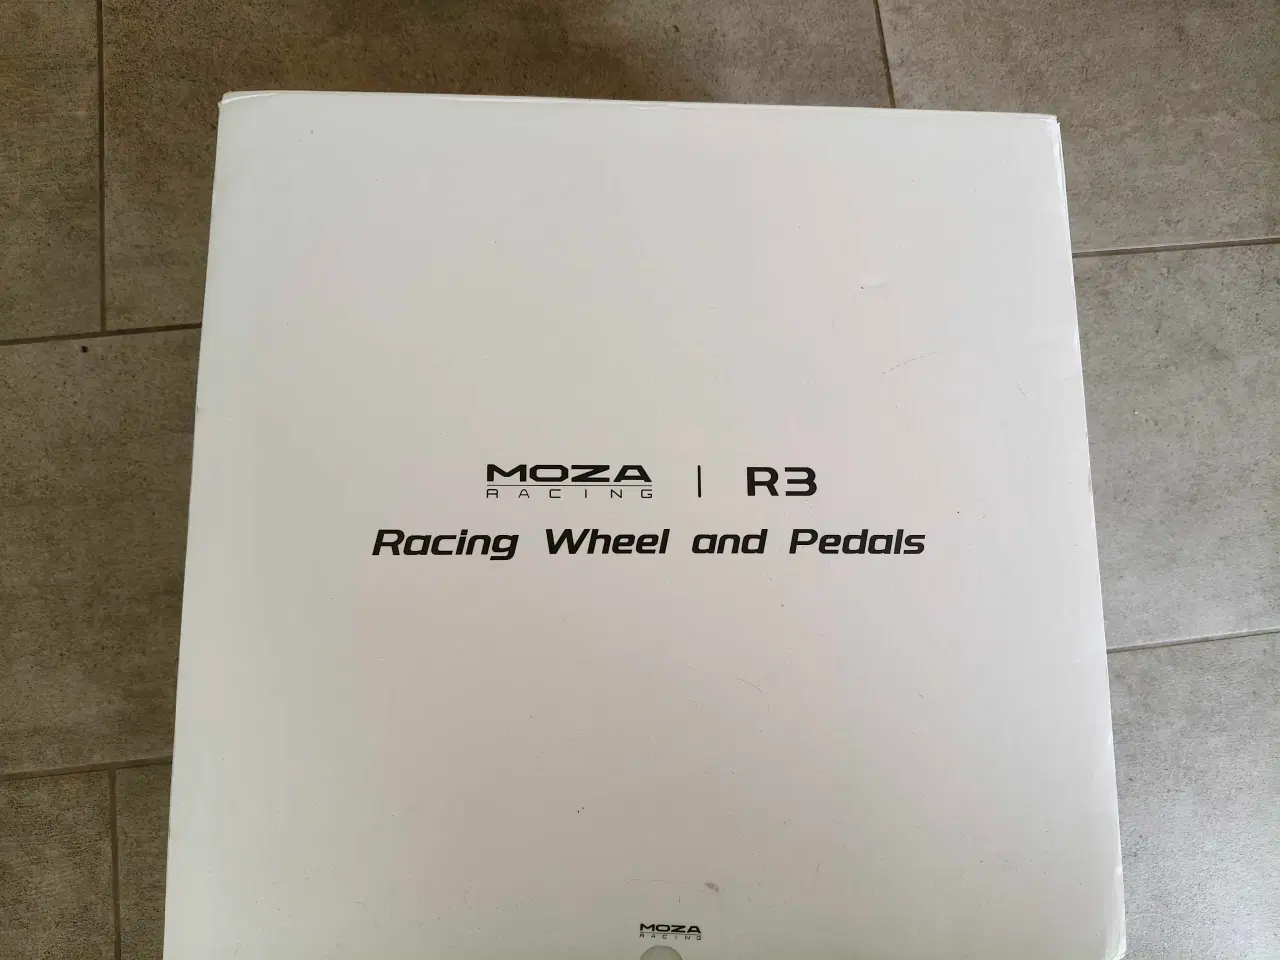 MOZA RACING | R3
Racing Wheel and Pedals
MOZA
RACING